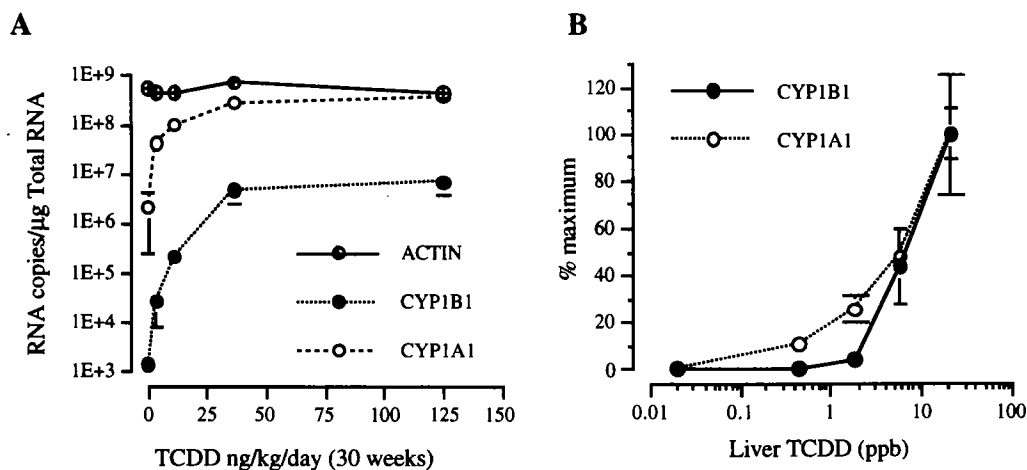 A
RNA copies/µg Total RNA
1E+9
1E+8
1E+7
1E+6
1E+5
1E+4
1E+3
ACTIN
CYP1B1
CYP1A1
0 25 50 75 100 125 150
TCDD ng/kg/day (30 weeks)
B
% maximum
120
100
80
60
40
20
0
CYP1B1
CYP1A1
0.01 0.1 1 10 100
Liver TCDD (ppb)